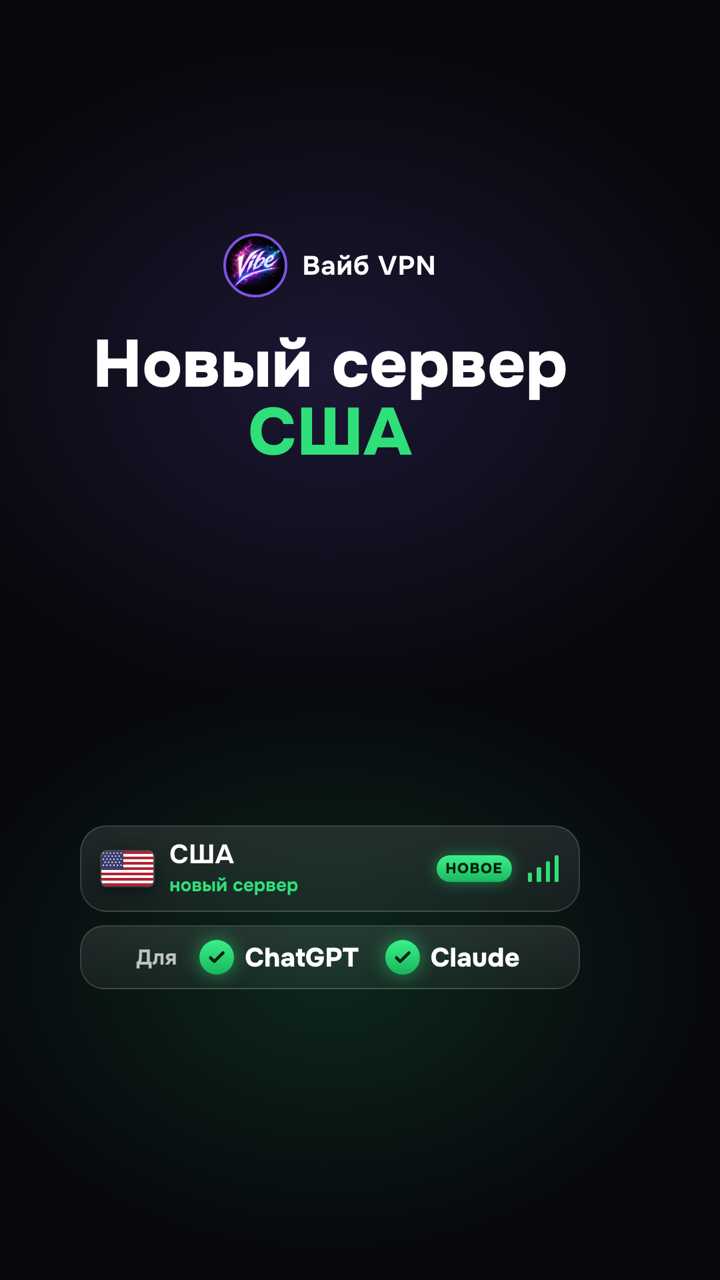 Vibe
Вайб VPN
Новый сервер
США
США
новый сервер
НОВОЕ
Для ChatGPT Claude